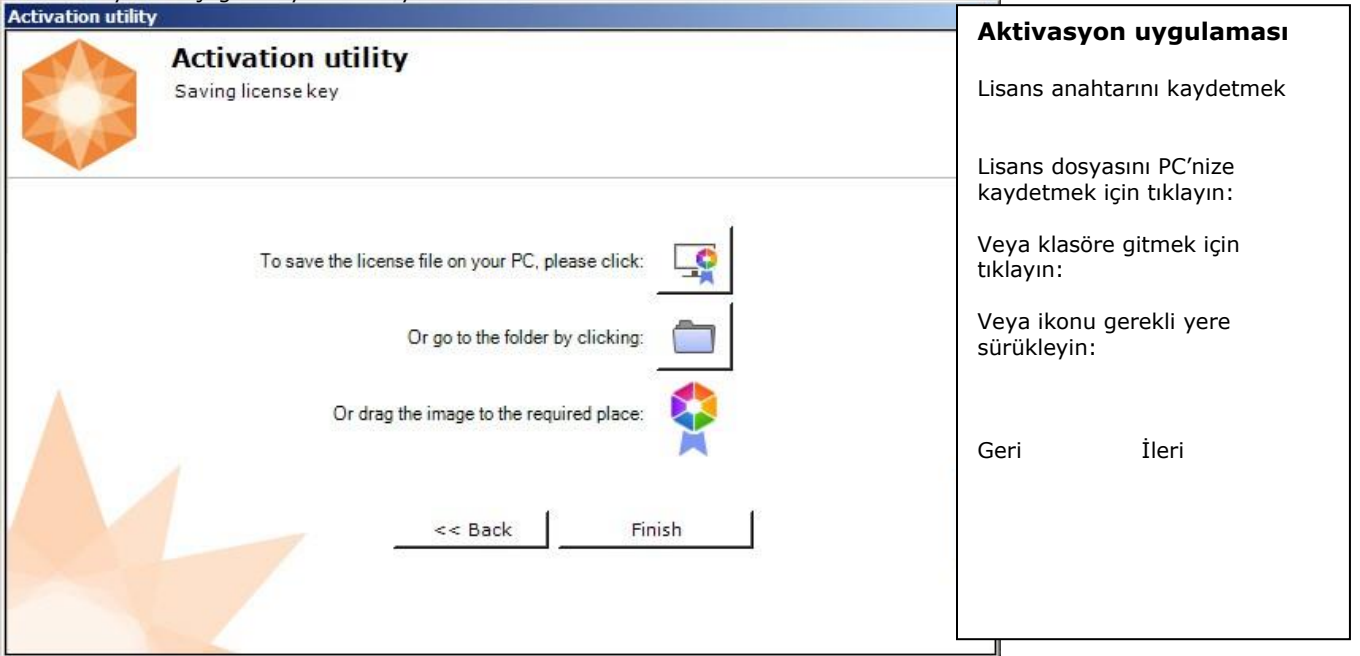 Activation utility
Activation utility
Saving license key
To save the license file on your PC, please click:
Or go to the folder by clicking:
Or drag the image to the required place:
<< Back Finish
Aktivasyon uygulaması
Lisans anahtarını kaydetmek
Lisans dosyasını PC’nize
kaydetmek için tıklayın:
Veya klasöre gitmek için
tıklayın:
Veya ikonu gerekli yere
sürükleyin:
Geri İleri